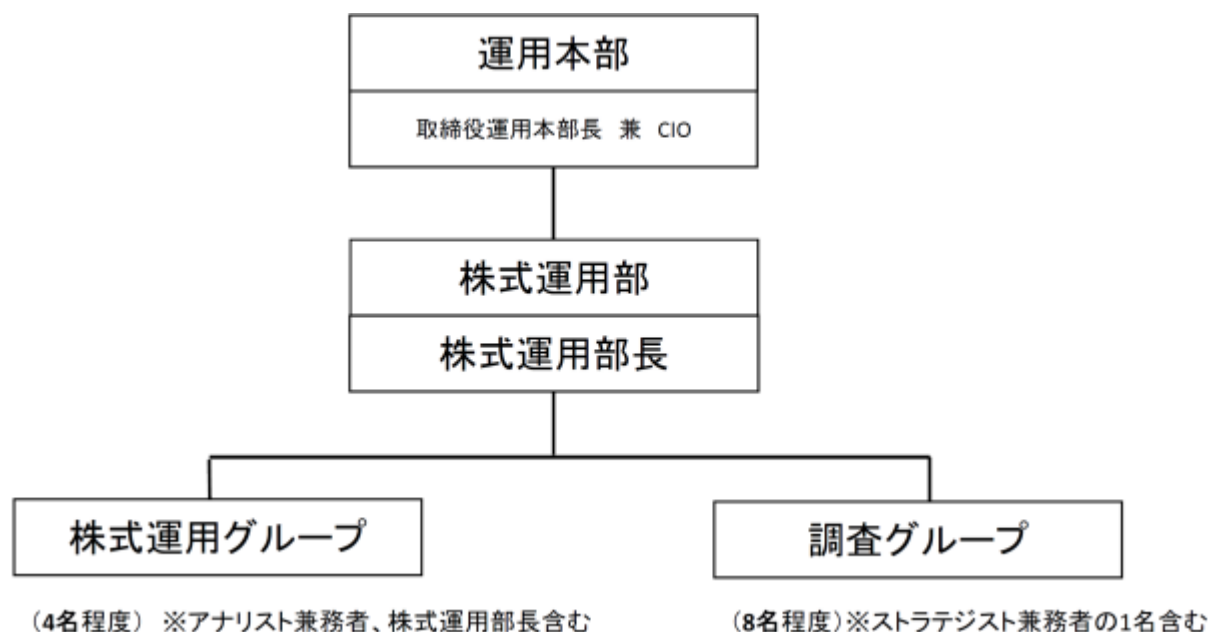 運用本部
取締役運用本部長　兼　CIO
株式運用部
株式運用部長
株式運用グループ
調査グループ
（4名程度）　※アナリスト兼務者、株式運用部長含む
（8名程度）※ストラテジスト兼務者の1名含む